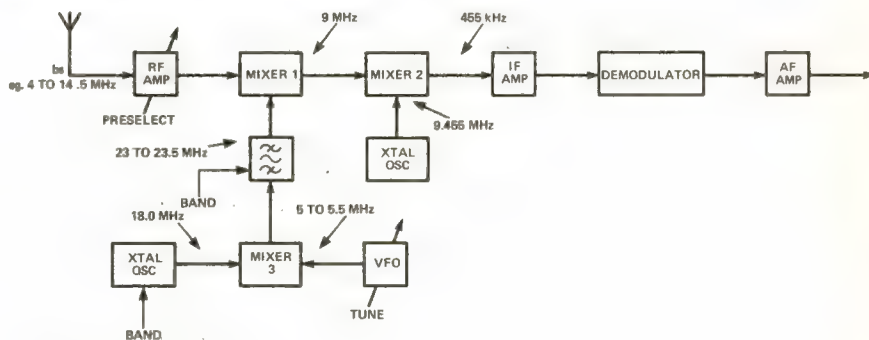 9 MHz
455 kHz
RF
AMP
MIXER 1
MIXER 2
IF
AMP
DEMODULATOR
AF
AMP
eg. 4 TO 14 .5 MHz
PRESELECT
9.455 MHz
23 TO 23.5 MHz
XTAL
OSC
BAND
18.0 MHz
5 TO 5.5 MHz
XTAL
OSC
MIXER
3
VFO
TUNE
BAND